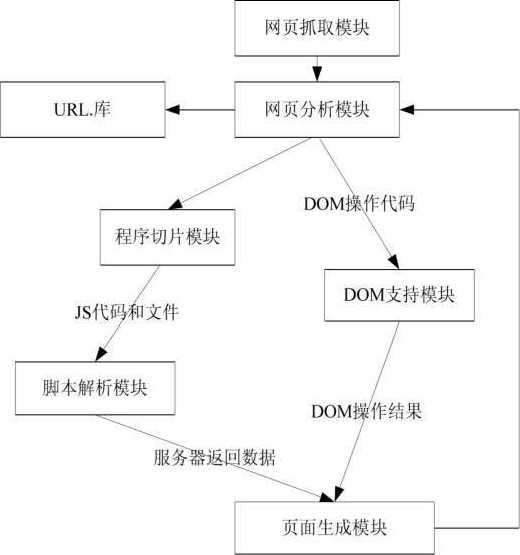 网页抓取模块
URL.库
网页分析模块
DOM操作代码
程序切片模块
DOM支持模块
JS代码和文件
脚本解析模块
DOM操作结果
服务器返回数据
页面生成模块